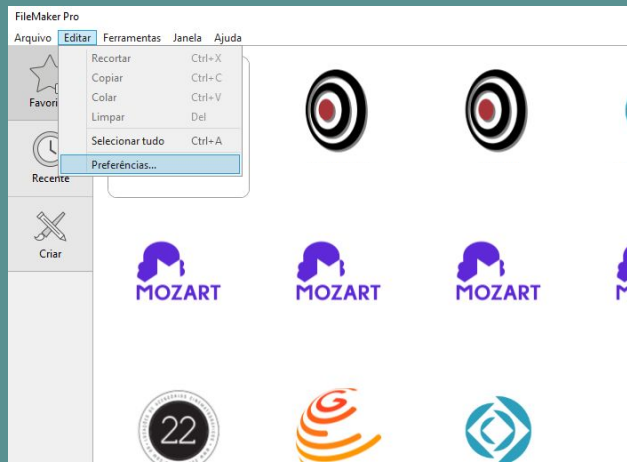 FileMaker Pro
Arquivo Editar Ferramentas Janela Ajuda
Recortar Ctrl+X
Copiar Ctrl+C
Colar Ctrl+V
Limpar Del
Selecionar tudo Ctrl+A
Preferências...
Favori
Recente
Criar
MOZART MOZART MOZART
22